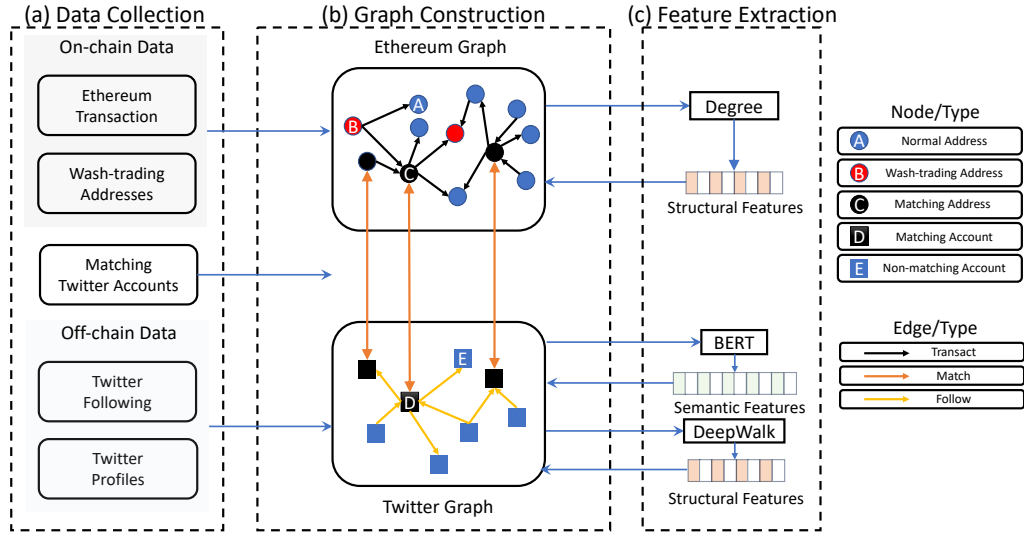 (a) Data Collection
On-chain Data
Ethereum
Transaction
Wash-trading
Addresses
Matching
Twitter Accounts
Off-chain Data
Twitter
Following
Twitter
Profiles
(b) Graph Construction
Ethereum Graph
A
B
C
E
D
Twitter Graph
(c) Feature Extraction
Degree
Structural Features
BERT
Semantic Features
DeepWalk
Structural Features
Node/Type
A Normal Address
B Wash-trading Address
C Matching Address
D Matching Account
E Non-matching Account
Edge/Type
Transact
Match
Follow